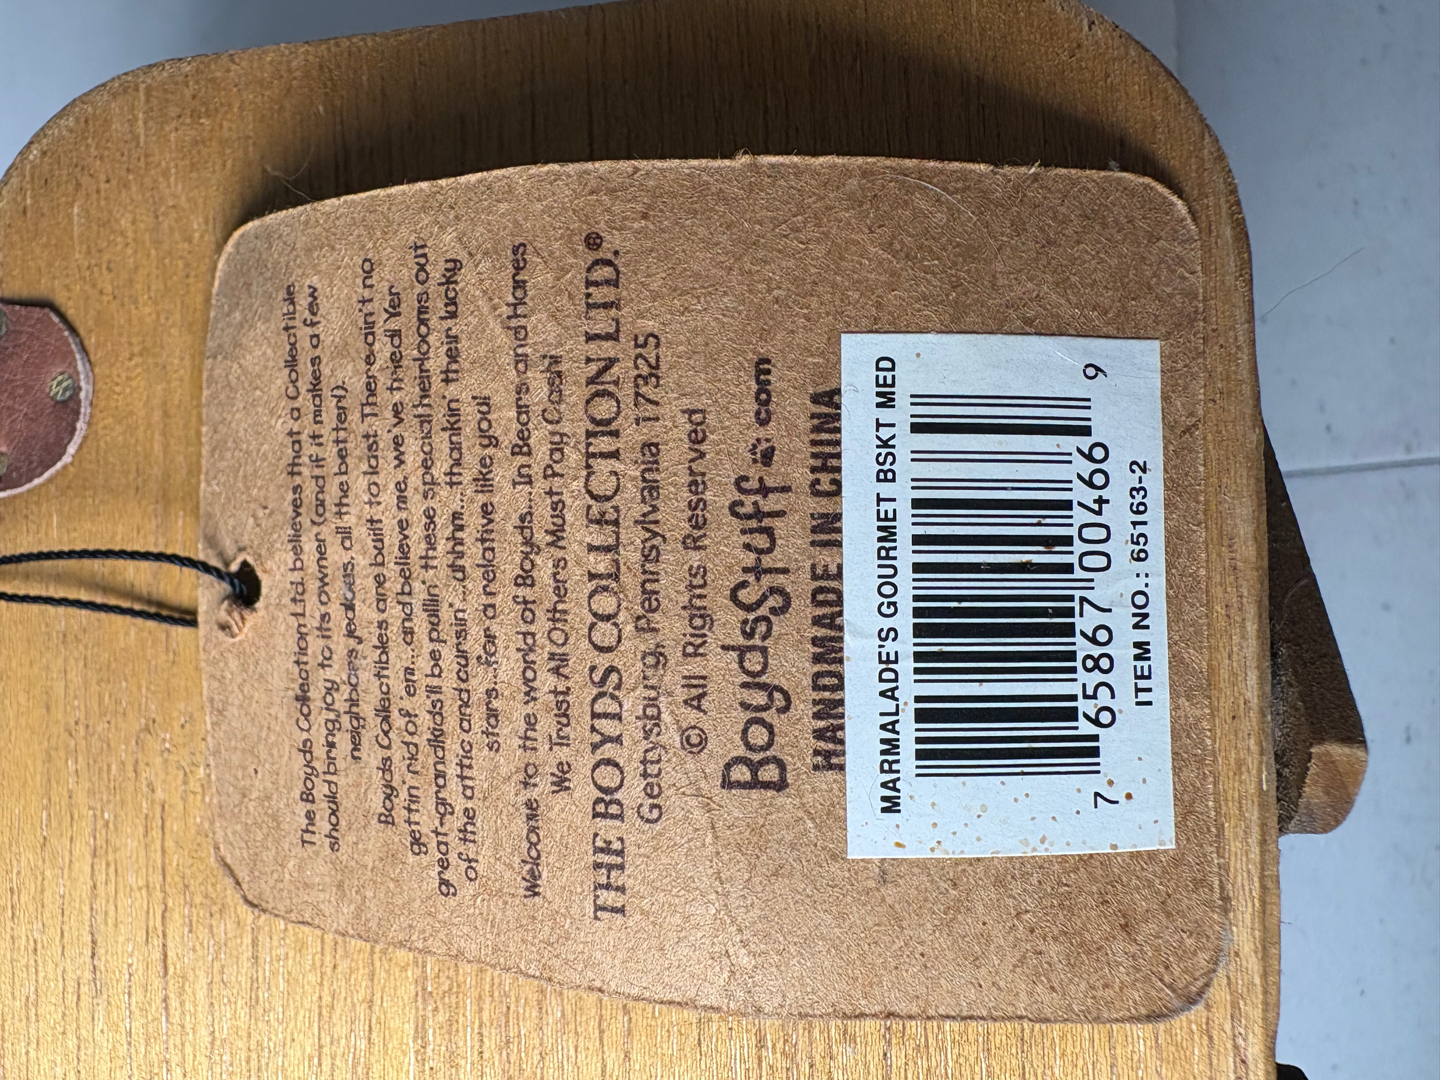 The Boyds Collection Ltd. believes that a Collectible
should bring joy to its owner (and if it makes a few
neighbors jealous, all the better!).
Boyds Collectibles are built to last. There ain't no
gettin' rid of 'em...and believe me, we've tried! Yer
great-grandkids'll be pullin' these special heirlooms out
of the attic and cursin'...uhhm...thankin' their lucky
stars...for a relative like you!
Welcome to the world of Boyds...In Bears and Hares
We Trust. All Others Must Pay Cash!
THE BOYDS COLLECTION LTD.®
Gettysburg, Pennsylvania 17325
© All Rights Reserved
BoydsStuff.com
HANDMADE IN CHINA
MARMALADE'S GOURMET BSKT MED
7 65867 00466 9
ITEM NO.: 65163-2